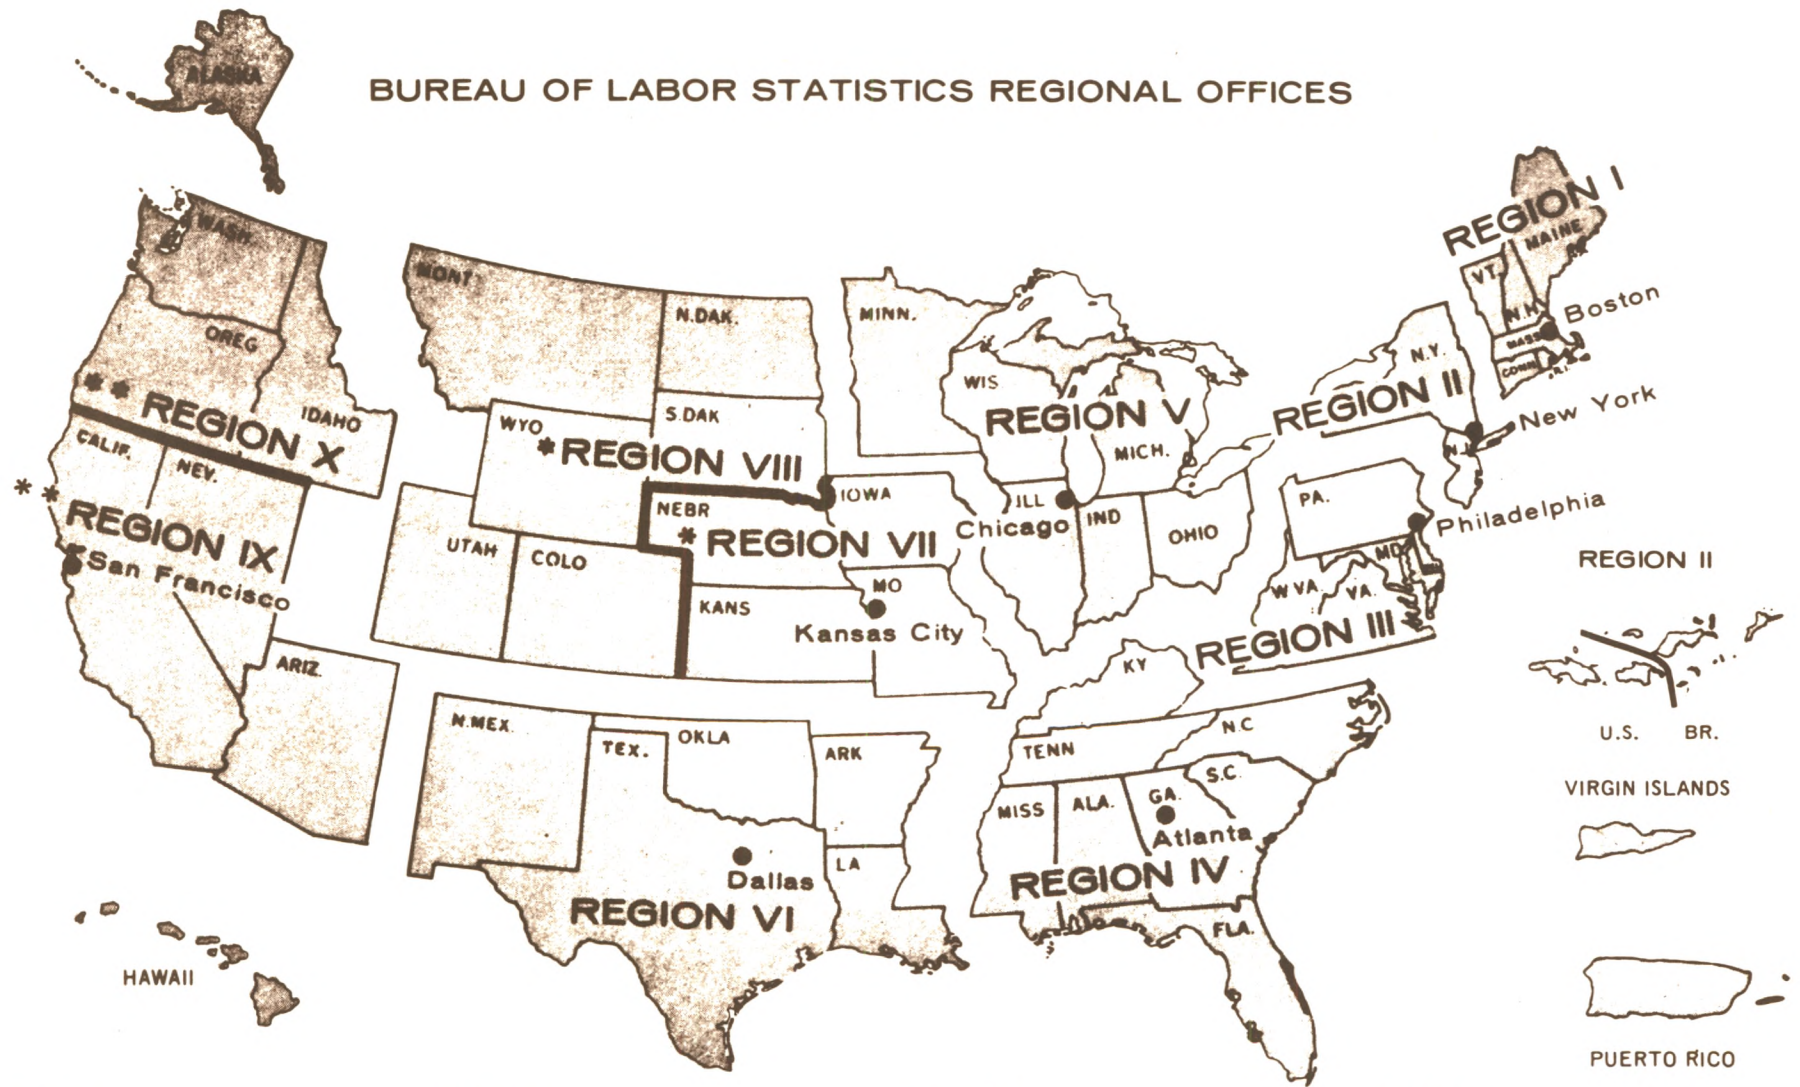 ALASKA
BUREAU OF LABOR STATISTICS REGIONAL OFFICES
REGION I
MAINE
VT.
N.H.
Boston
MASS
CONN
R.I.
WASH
MONT
N.DAK.
MINN.
OREG
N.Y.
WIS
REGION II
New York
N.J.
** REGION X
IDAHO
WYO
S.DAK
REGION V
MICH.
CALIF.
NEV.
*REGION VIII
** REGION IX
San Francisco
NEBR
IOWA
* REGION VII
ILL
Chicago
IND
OHIO
PA.
Philadelphia
MD
UTAH
COLO
KANS
MO
Kansas City
W VA.
VA.
REGION III
REGION II
U.S. BR.
VIRGIN ISLANDS
ARIZ.
KY
N.MEX.
TEX.
OKLA
ARK
TENN
N.C
S.C.
MISS
ALA.
GA.
Atlanta
Dallas
LA
REGION VI
REGION IV
FLA.
HAWAII
PUERTO RICO